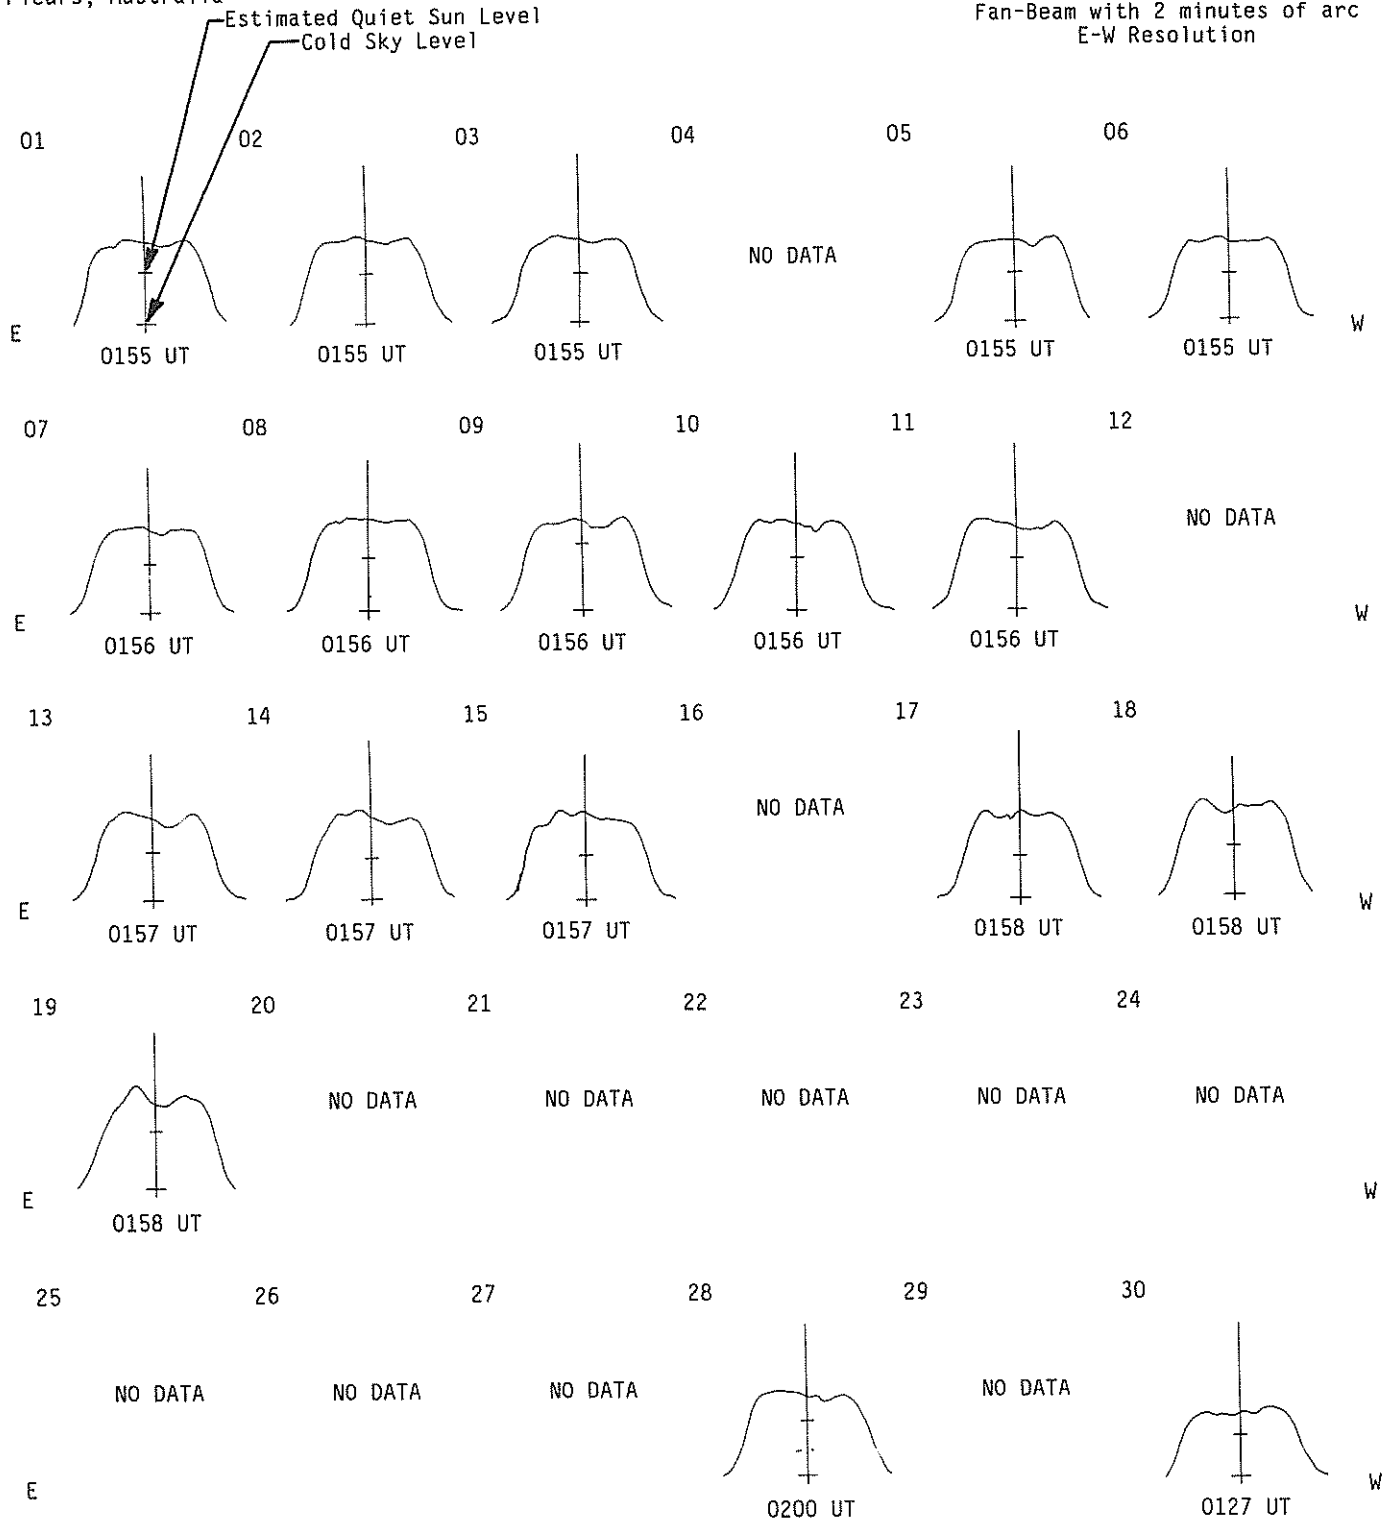 Fleurs, Australia
Estimated Quiet Sun Level
Cold Sky Level
Fan-Beam with 2 minutes of arc
E-W Resolution
01 02 03 04 05 06
NO DATA
E W
0155 UT 0155 UT 0155 UT 0155 UT 0155 UT
07 08 09 10 11 12
NO DATA
E W
0156 UT 0156 UT 0156 UT 0156 UT 0156 UT
13 14 15 16 17 18
NO DATA
E W
0157 UT 0157 UT 0157 UT 0158 UT 0158 UT
19 20 21 22 23 24
NO DATA NO DATA NO DATA NO DATA NO DATA
E W
0158 UT
25 26 27 28 29 30
NO DATA NO DATA NO DATA NO DATA
E W
0200 UT 0127 UT